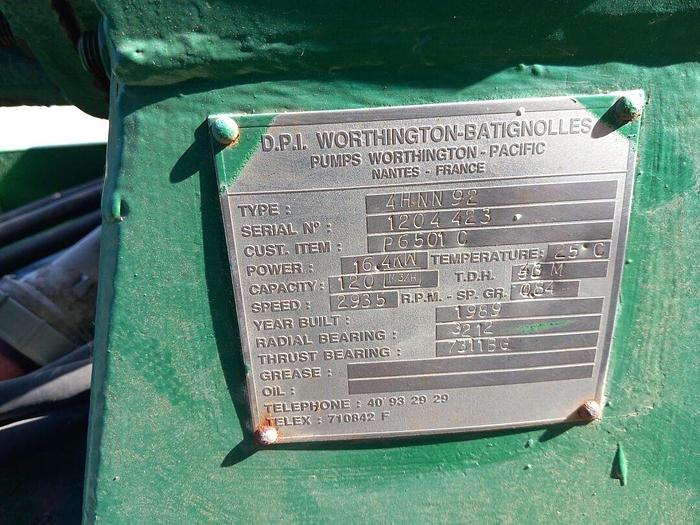 D.P.I. WORTHINGTON-BATIGNOLLES
PUMPS WORTHINGTON - PACIFIC
NANTES - FRANCE
TYPE : 4HNN 92
SERIAL N° : 1204 423
CUST. ITEM : P6501 C
POWER : 16.4KW TEMPERATURE: 25°C
CAPACITY: 120 M3/H T.D.H. M
SPEED : 2935 R.P.M. - SP. GR. 0,84
YEAR BUILT : 1989
RADIAL BEARING : 3212
THRUST BEARING : 7311BG
GREASE :
OIL :
TELEPHONE : 40 93 29 29
TELEX : 710842 F